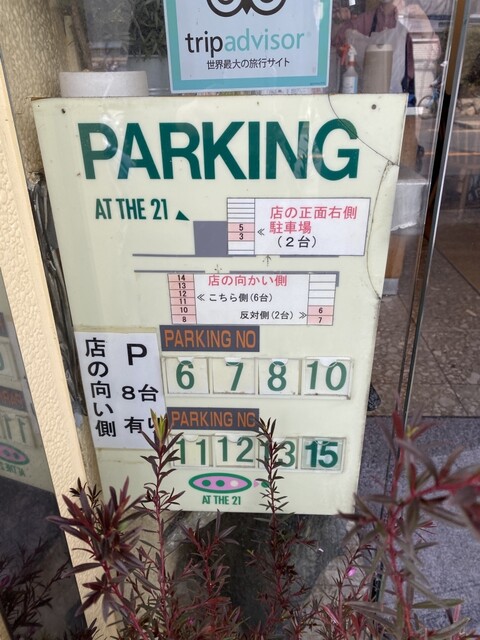 tripadvisor
世界最大の旅行サイト
PARKING
AT THE 21
店の正面右側
駐車場
(2台)
5
3
≪
店の向かい側
14
13
12
11
10
8
≪ こちら側(6台)
反対側(2台) ≫
6
7
PARKING NO
6 7 8 10
店の向い側
P
8台
有り
PARKING NO
11 12 13 15
AT THE 21